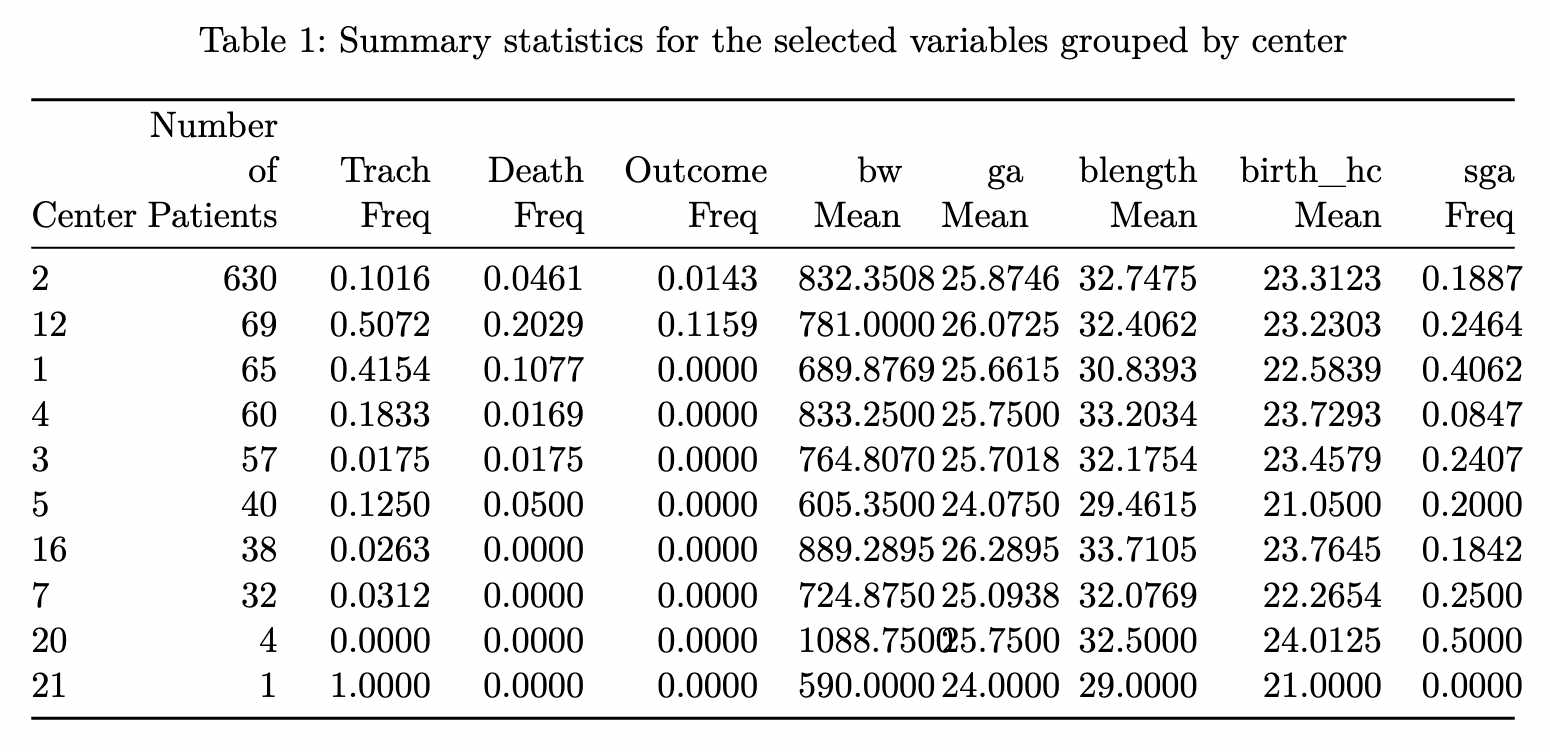 Table 1: Summary statistics for the selected variables grouped by center
Number
of Trach Death Outcome bw ga blength birth_hc sga
Center Patients Freq Freq Freq Mean Mean Mean Mean Freq
2 630 0.1016 0.0461 0.0143 832.3508 25.8746 32.7475 23.3123 0.1887
12 69 0.5072 0.2029 0.1159 781.0000 26.0725 32.4062 23.2303 0.2464
1 65 0.4154 0.1077 0.0000 689.8769 25.6615 30.8393 22.5839 0.4062
4 60 0.1833 0.0169 0.0000 833.2500 25.7500 33.2034 23.7293 0.0847
3 57 0.0175 0.0175 0.0000 764.8070 25.7018 32.1754 23.4579 0.2407
5 40 0.1250 0.0500 0.0000 605.3500 24.0750 29.4615 21.0500 0.2000
16 38 0.0263 0.0000 0.0000 889.2895 26.2895 33.7105 23.7645 0.1842
7 32 0.0312 0.0000 0.0000 724.8750 25.0938 32.0769 22.2654 0.2500
20 4 0.0000 0.0000 0.0000 1088.7500 25.7500 32.5000 24.0125 0.5000
21 1 1.0000 0.0000 0.0000 590.0000 24.0000 29.0000 21.0000 0.0000